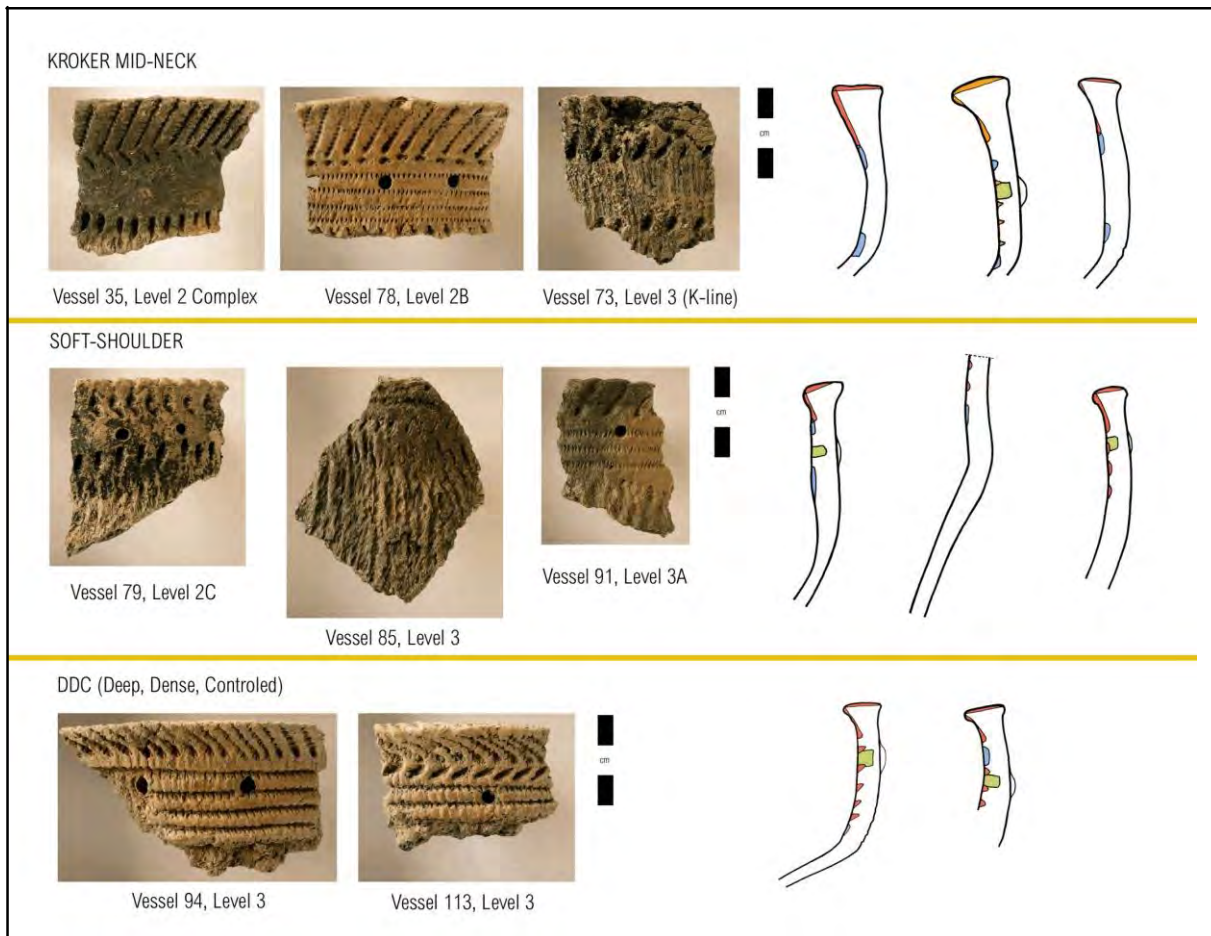 KROKER MID-NECK
cm
Vessel 35, Level 2 Complex
Vessel 78, Level 2B
Vessel 73, Level 3 (K-line)
SOFT-SHOULDER
cm
Vessel 79, Level 2C
Vessel 85, Level 3
Vessel 91, Level 3A
DDC (Deep, Dense, Controled)
cm
Vessel 94, Level 3
Vessel 113, Level 3